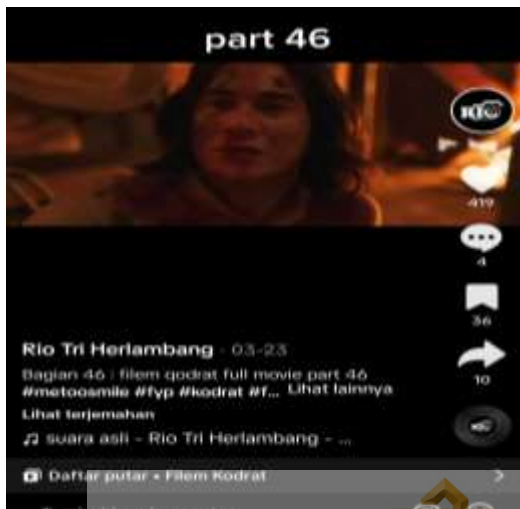 part 46
419
4
36
10
Rio Tri Herlambang · 03-23
Bagian 46 : filem qodrat full movie part 46
#metoosmile #fyp #kodrat #f... Lihat lainnya
Lihat terjemahan
suara asli - Rio Tri Herlambang - ...
Daftar putar • Filem Kodrat